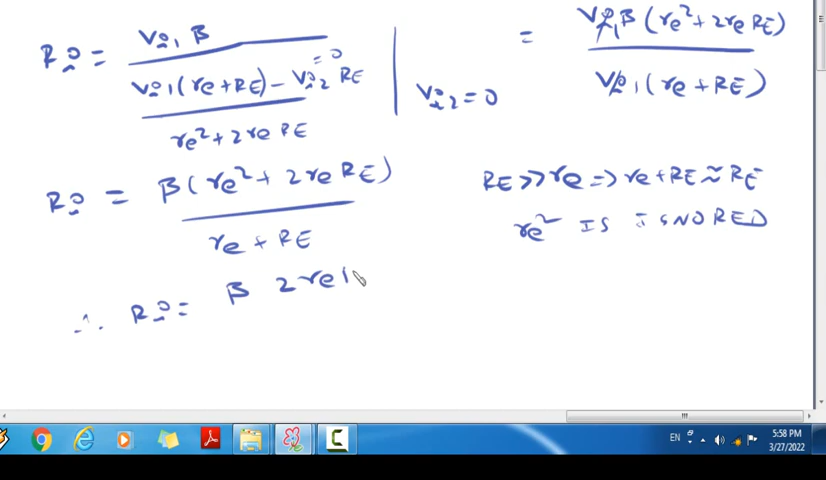 Ri = Vi1 β
Vi1 (re + RE) - Vi2 RE
= 0
re² + 2re RE
Vi2 = 0
= Vi1 β (re² + 2re RE)
Vi1 (re + RE)
Ri = β (re² + 2re RE)
re + RE
RE >> re => re + RE ≈ RE
re² IS IGNORED
∴ Ri = β 2re
EN
5:58 PM
3/27/2022